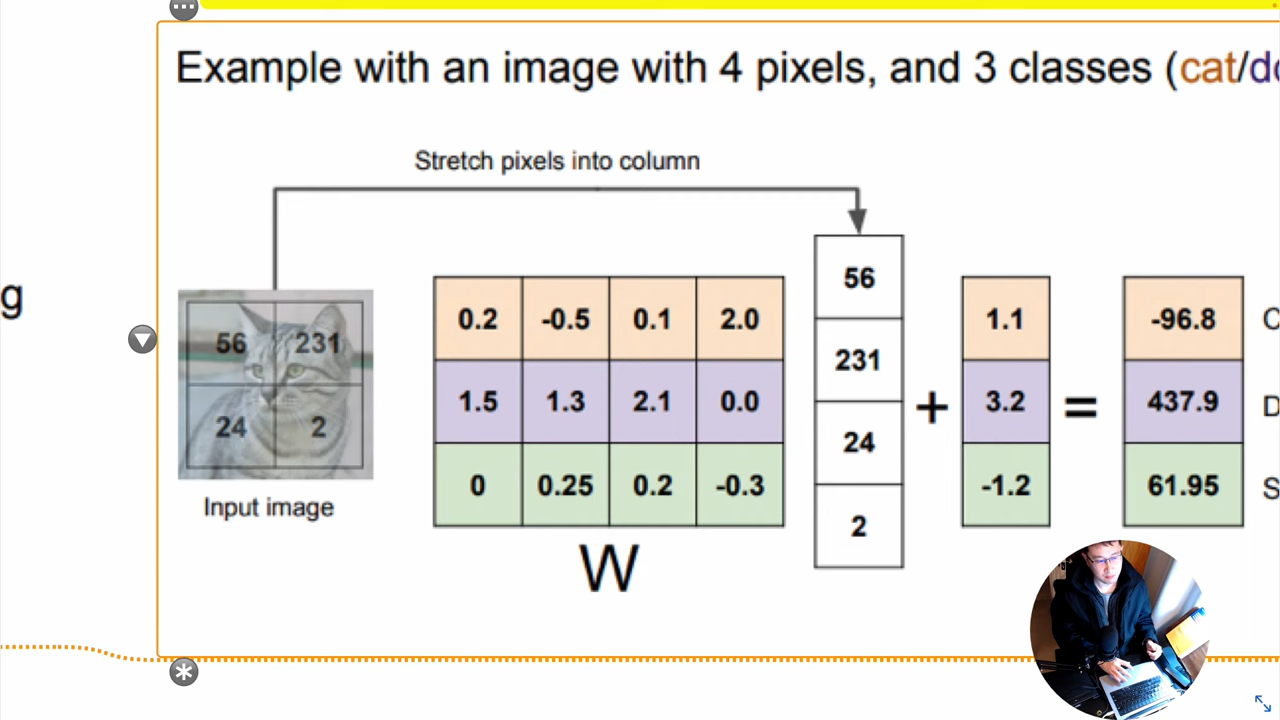 Example with an image with 4 pixels, and 3 classes (cat/do
Stretch pixels into column
g
56 231
24 2
Input image
0.2 -0.5 0.1 2.0
1.5 1.3 2.1 0.0
0 0.25 0.2 -0.3
W
56
231
24
2
+
1.1
3.2
-1.2
=
-96.8
437.9
61.95
C
D
S